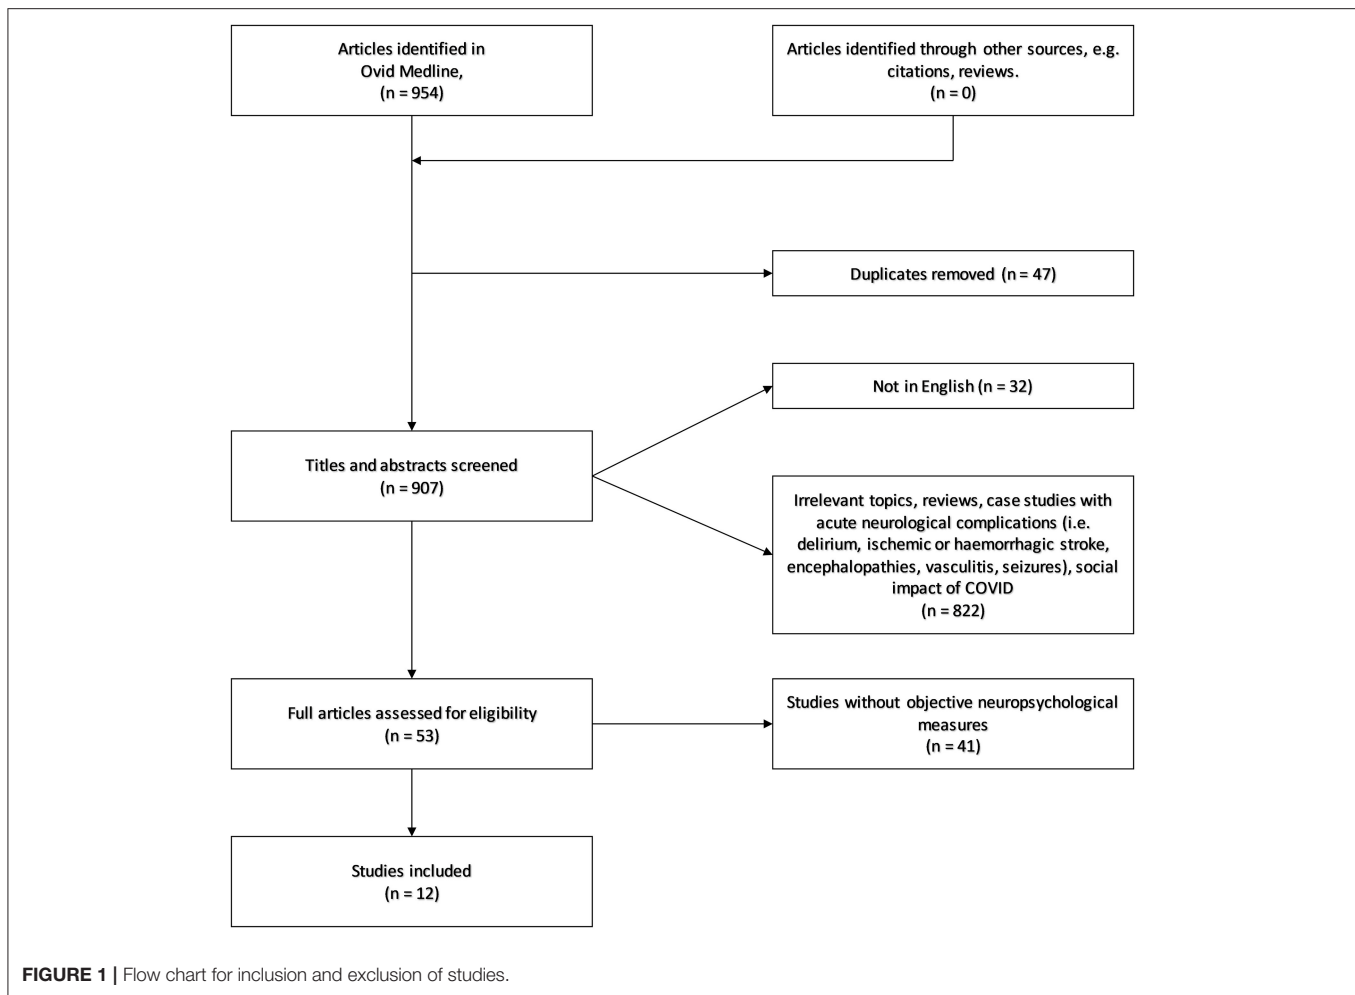 Articles identified in
Ovid Medline,
(n = 954)
Articles identified through other sources, e.g.
citations, reviews.
(n = 0)
Duplicates removed (n = 47)
Not in English (n = 32)
Titles and abstracts screened
(n = 907)
Irrelevant topics, reviews, case studies with
acute neurological complications (i.e.
delirium, ischemic or haemorrhagic stroke,
encephalopathies, vasculitis, seizures), social
impact of COVID
(n = 822)
Full articles assessed for eligibility
(n = 53)
Studies without objective neuropsychological
measures
(n = 41)
Studies included
(n = 12)
FIGURE 1 | Flow chart for inclusion and exclusion of studies.